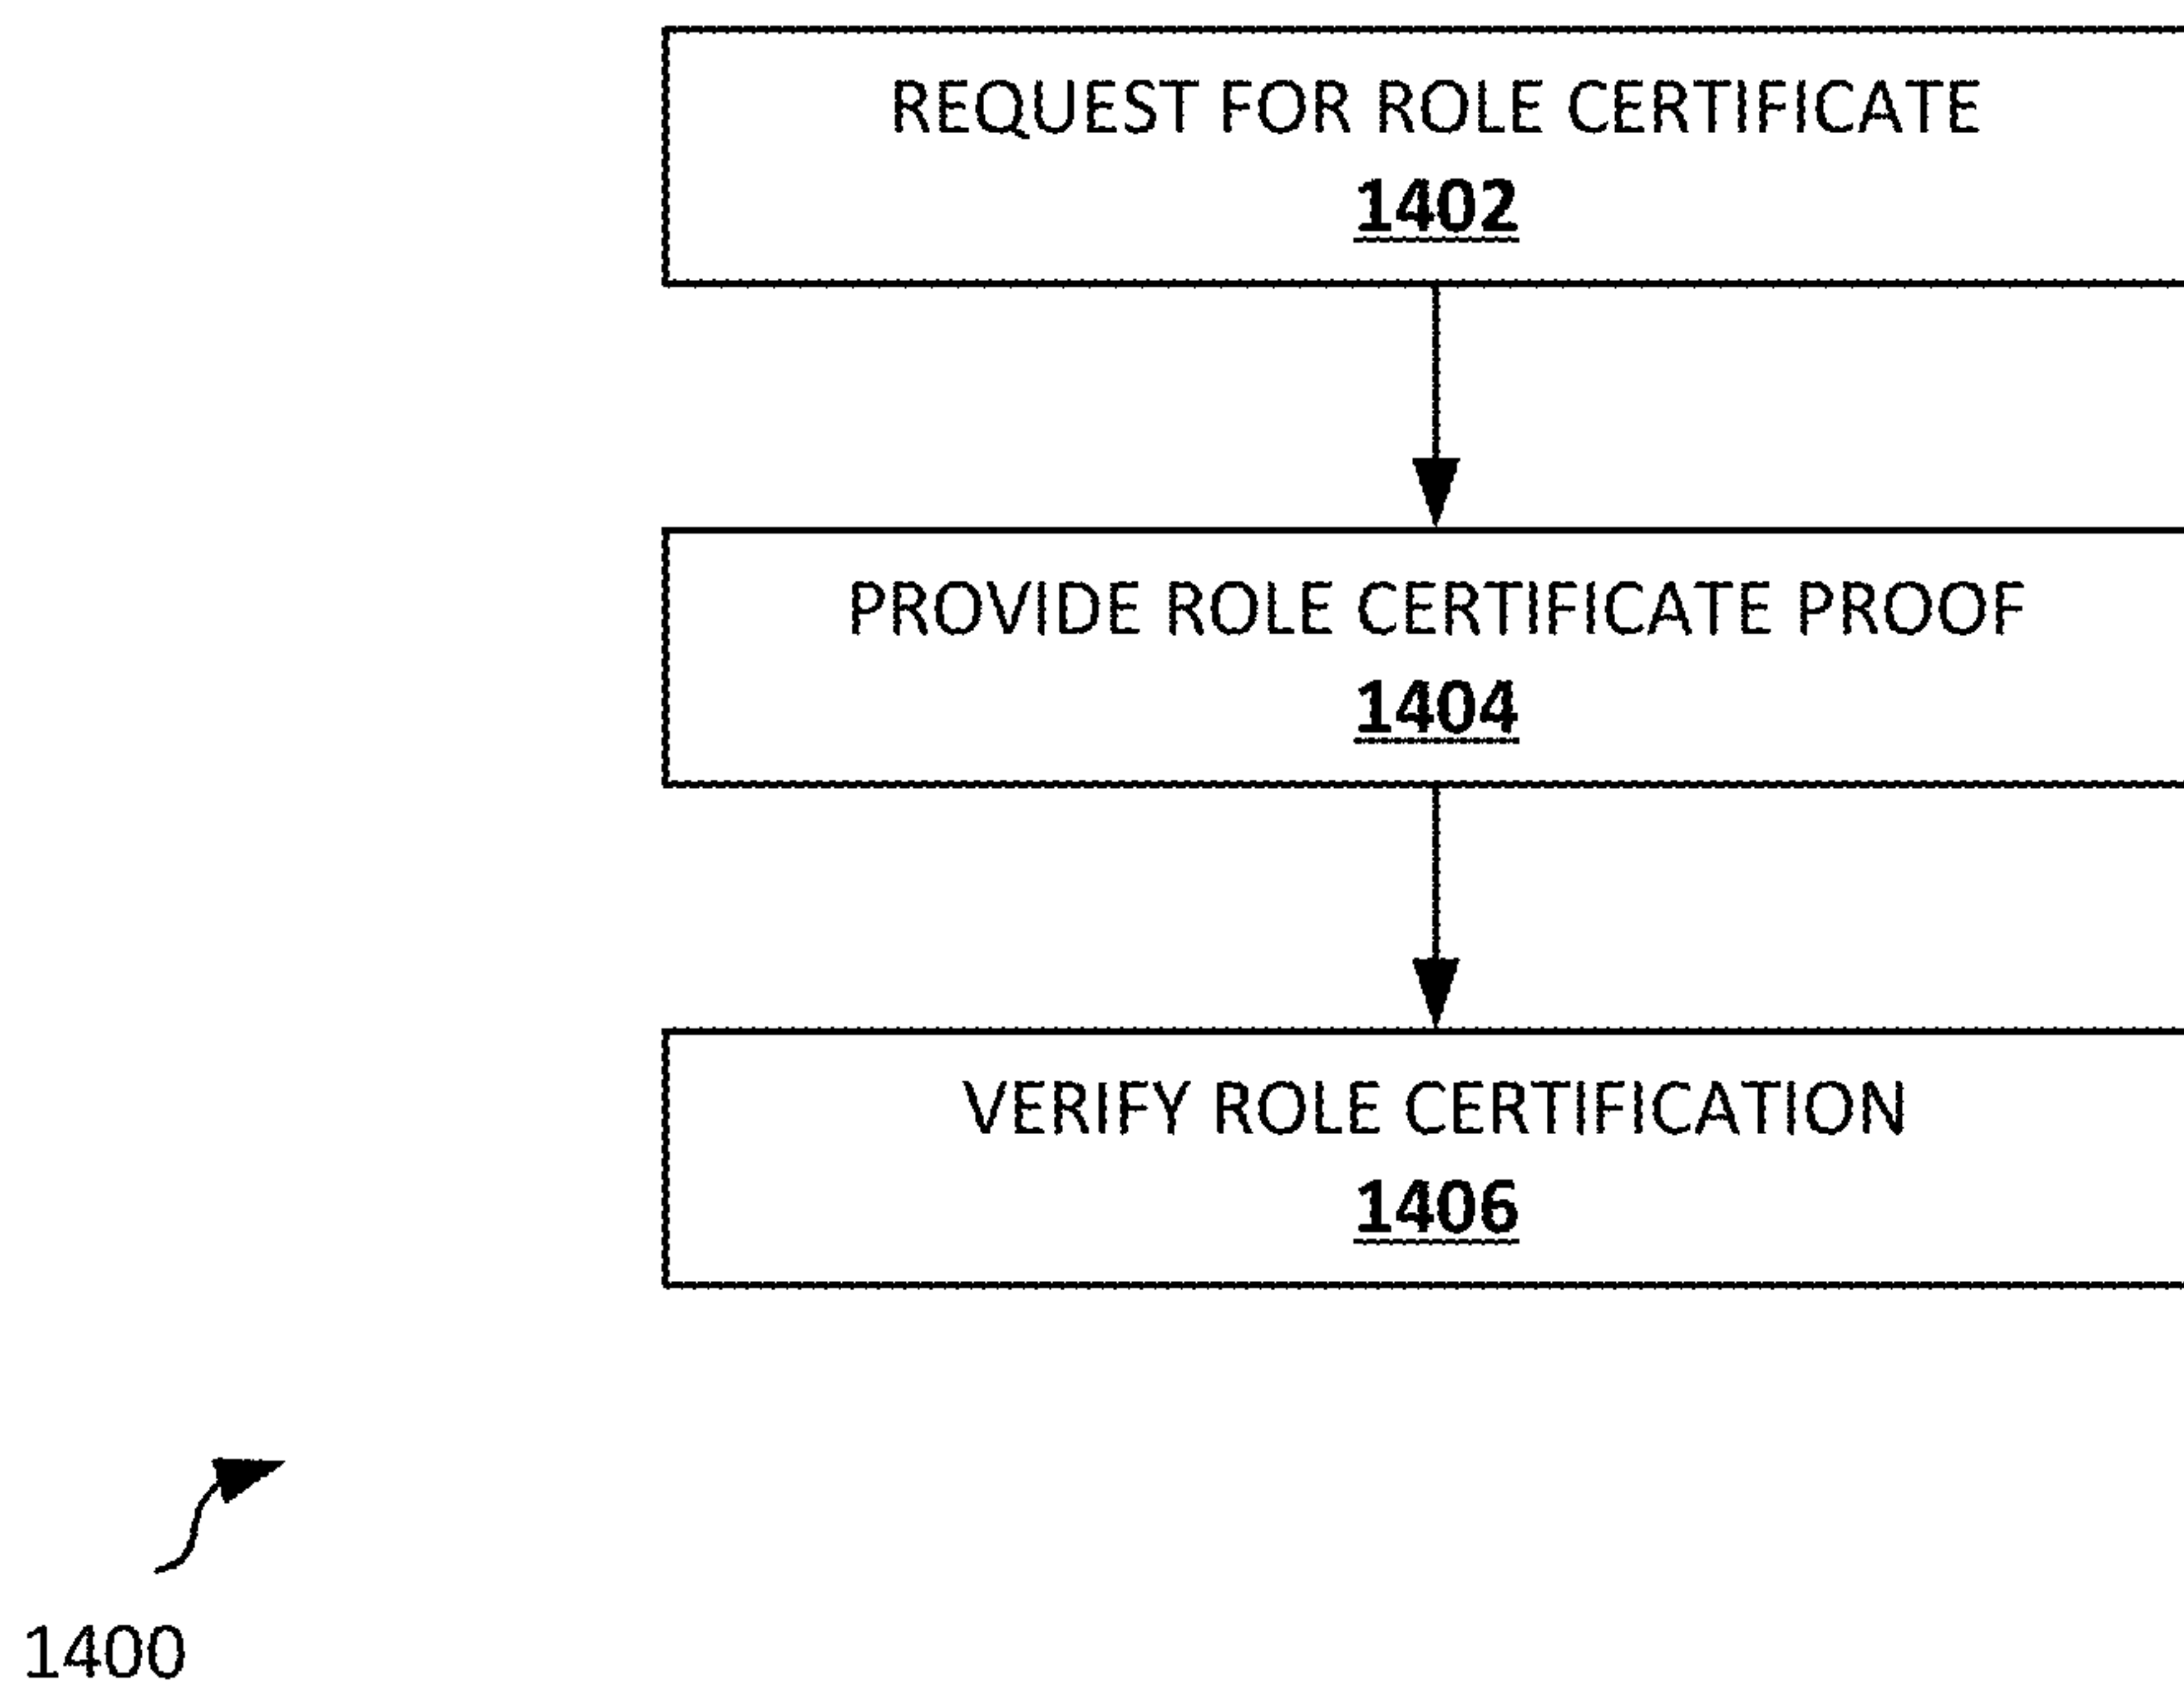 REQUEST FOR ROLE CERTIFICATE
1402
PROVIDE ROLE CERTIFICATE PROOF
1404
VERIFY ROLE CERTIFICATION
1406
1400